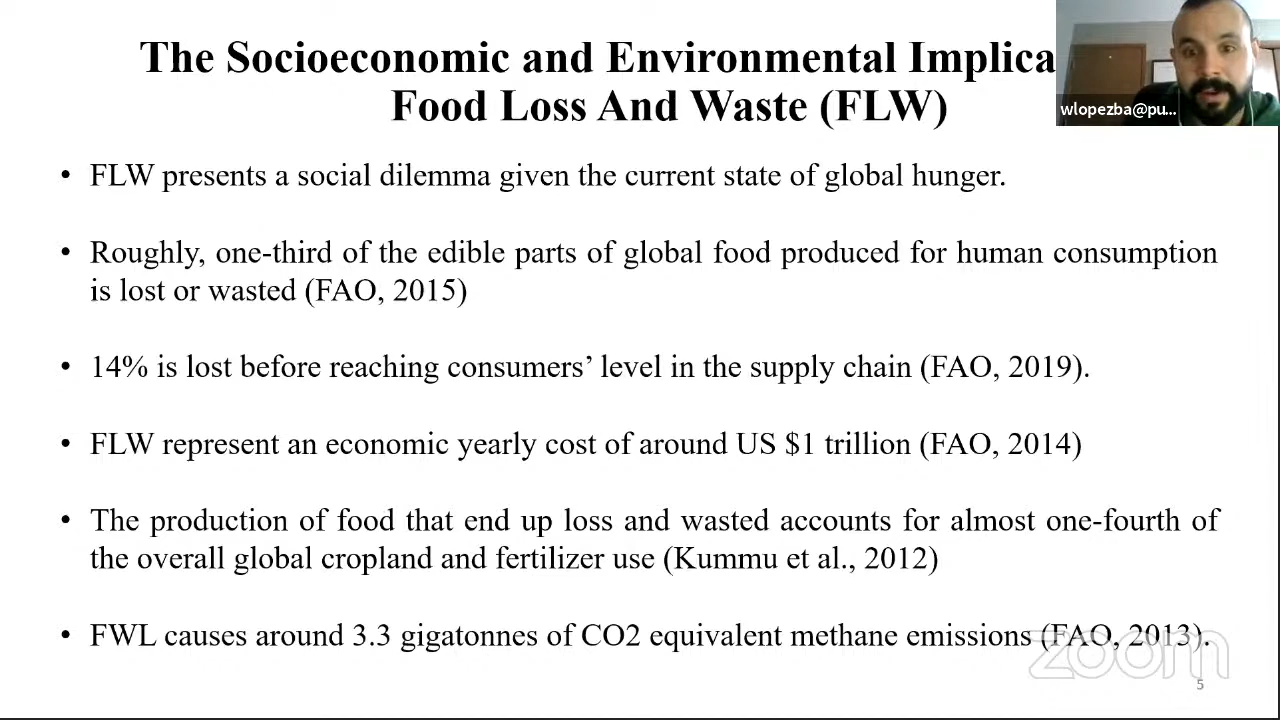 The Socioeconomic and Environmental Implica
Food Loss And Waste (FLW)
wlopezba@pu...
• FLW presents a social dilemma given the current state of global hunger.
• Roughly, one-third of the edible parts of global food produced for human consumption
is lost or wasted (FAO, 2015)
• 14% is lost before reaching consumers’ level in the supply chain (FAO, 2019).
• FLW represent an economic yearly cost of around US $1 trillion (FAO, 2014)
• The production of food that end up loss and wasted accounts for almost one-fourth of
the overall global cropland and fertilizer use (Kummu et al., 2012)
• FWL causes around 3.3 gigatonnes of CO2 equivalent methane emissions (FAO, 2013).
zoom
5